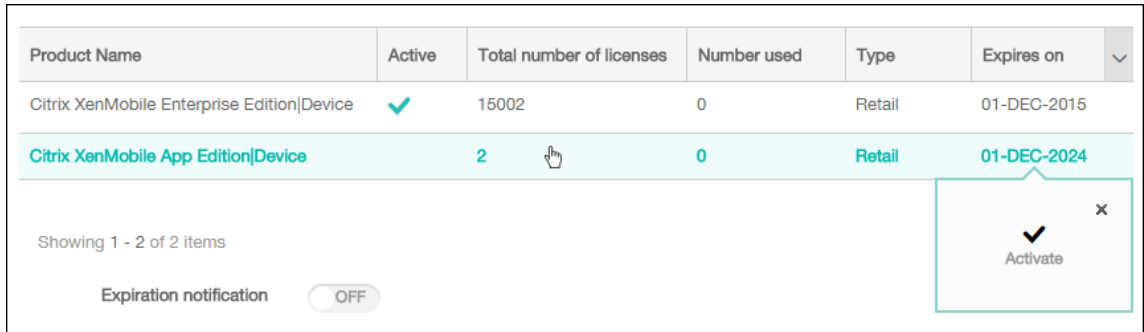 Product Name Active Total number of licenses Number used Type Expires on
Citrix XenMobile Enterprise Edition|Device 15002 0 Retail 01-DEC-2015
Citrix XenMobile App Edition|Device 2 0 Retail 01-DEC-2024
Showing 1 - 2 of 2 items
Activate
Expiration notification OFF